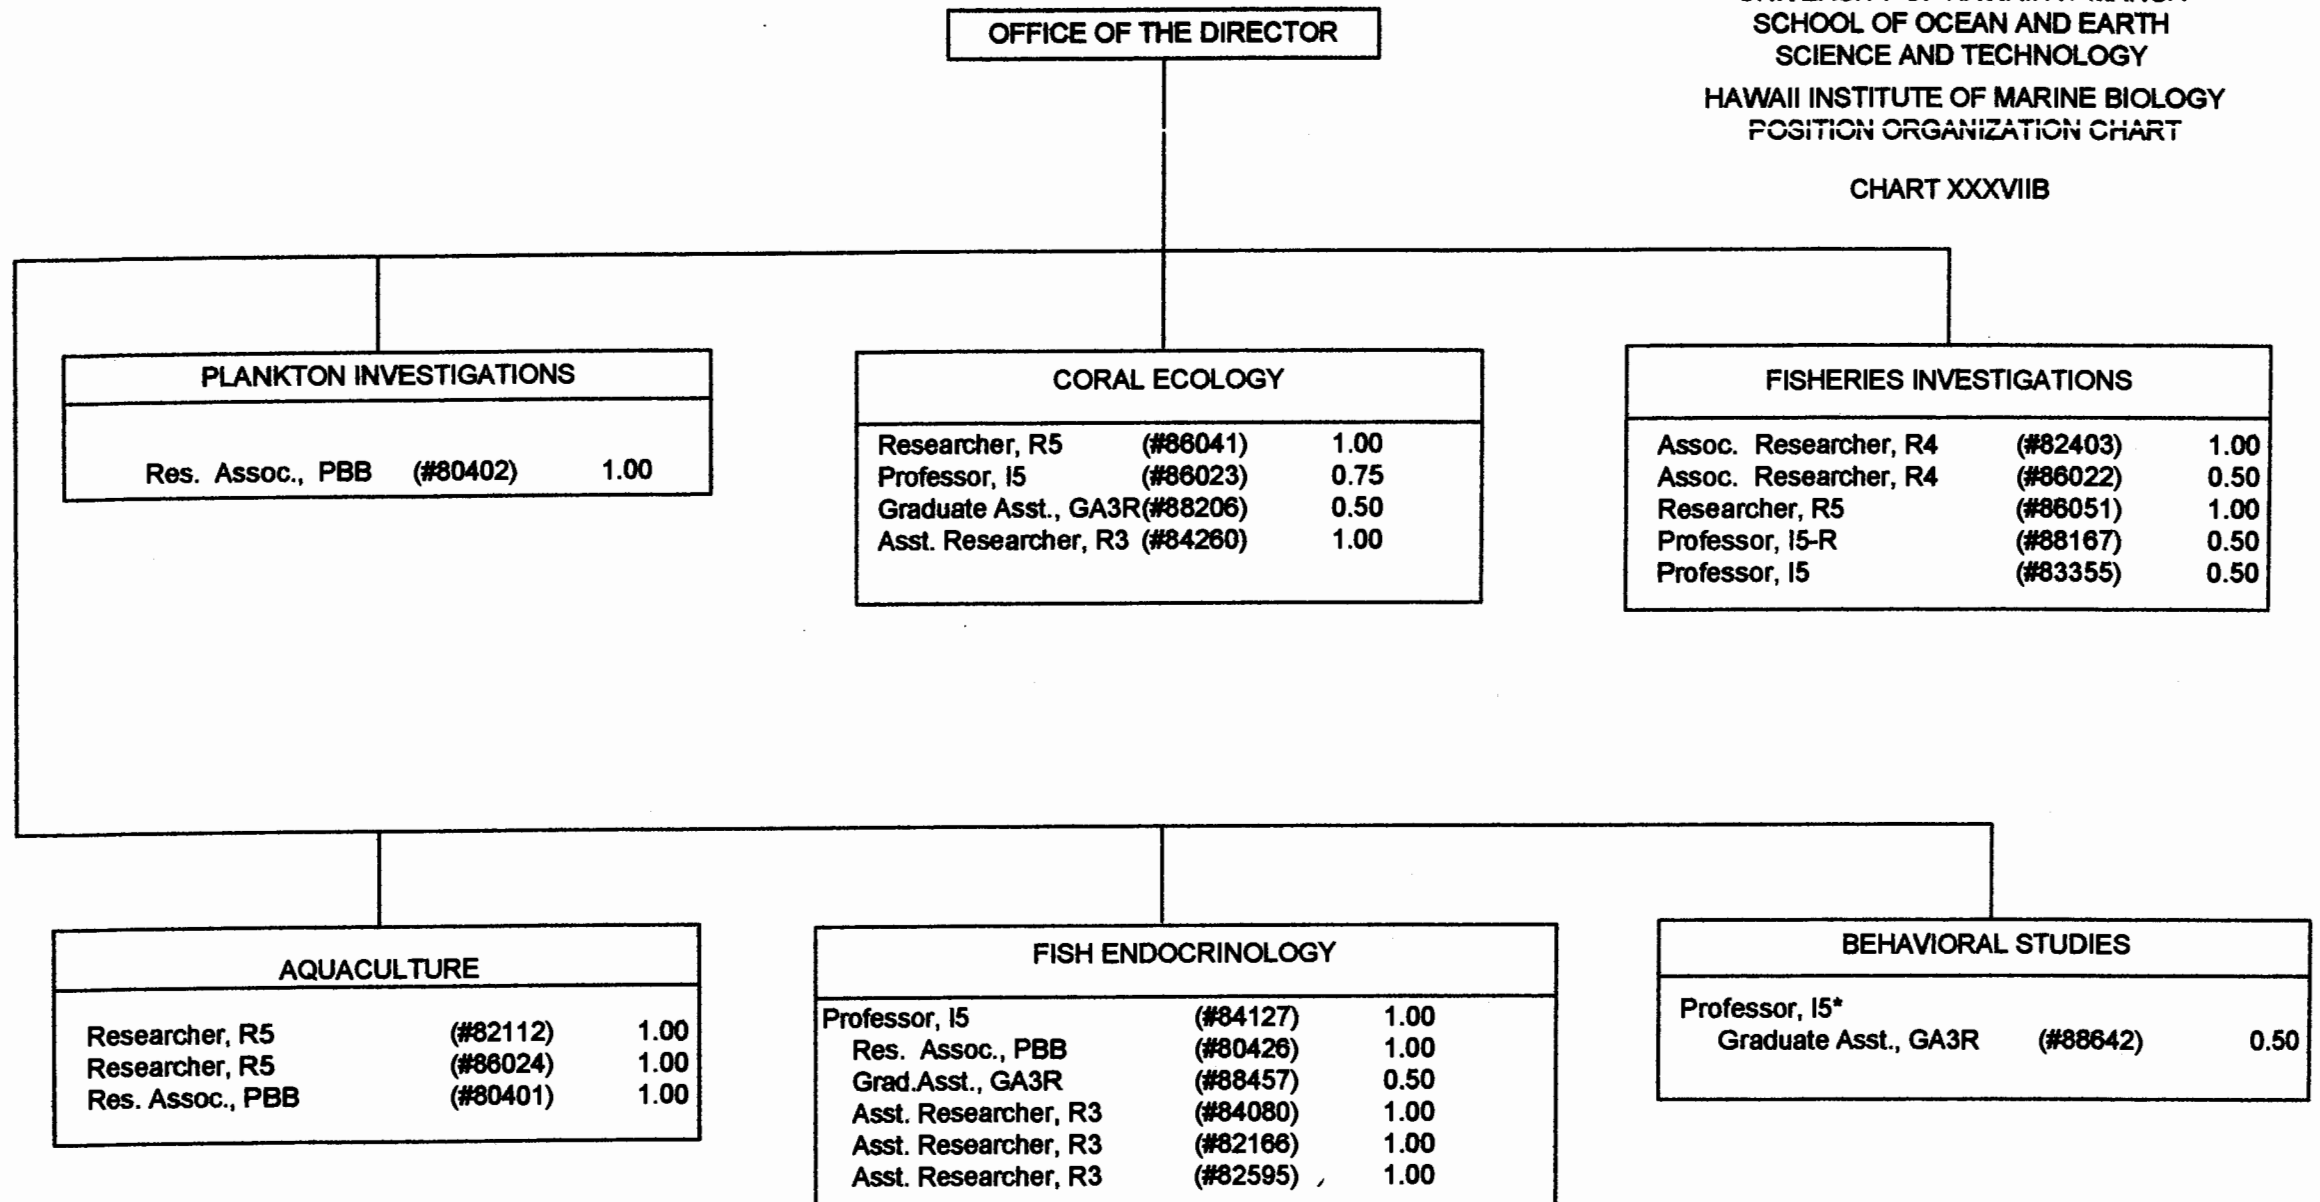 OFFICE OF THE DIRECTOR
SCHOOL OF OCEAN AND EARTH
SCIENCE AND TECHNOLOGY
HAWAII INSTITUTE OF MARINE BIOLOGY
POSITION ORGANIZATION CHART
CHART XXXVIIB
PLANKTON INVESTIGATIONS
Res. Assoc., PBB (#80402) 1.00
CORAL ECOLOGY
Researcher, R5 (#86041) 1.00
Professor, I5 (#86023) 0.75
Graduate Asst., GA3R(#88206) 0.50
Asst. Researcher, R3 (#84260) 1.00
FISHERIES INVESTIGATIONS
Assoc. Researcher, R4 (#82403) 1.00
Assoc. Researcher, R4 (#86022) 0.50
Researcher, R5 (#86051) 1.00
Professor, I5-R (#88167) 0.50
Professor, I5 (#83355) 0.50
AQUACULTURE
Researcher, R5 (#82112) 1.00
Researcher, R5 (#86024) 1.00
Res. Assoc., PBB (#80401) 1.00
FISH ENDOCRINOLOGY
Professor, I5 (#84127) 1.00
Res. Assoc., PBB (#80426) 1.00
Grad.Asst., GA3R (#88457) 0.50
Asst. Researcher, R3 (#84080) 1.00
Asst. Researcher, R3 (#82166) 1.00
Asst. Researcher, R3 (#82595) 1.00
BEHAVIORAL STUDIES
Professor, I5*
Graduate Asst., GA3R (#88642) 0.50